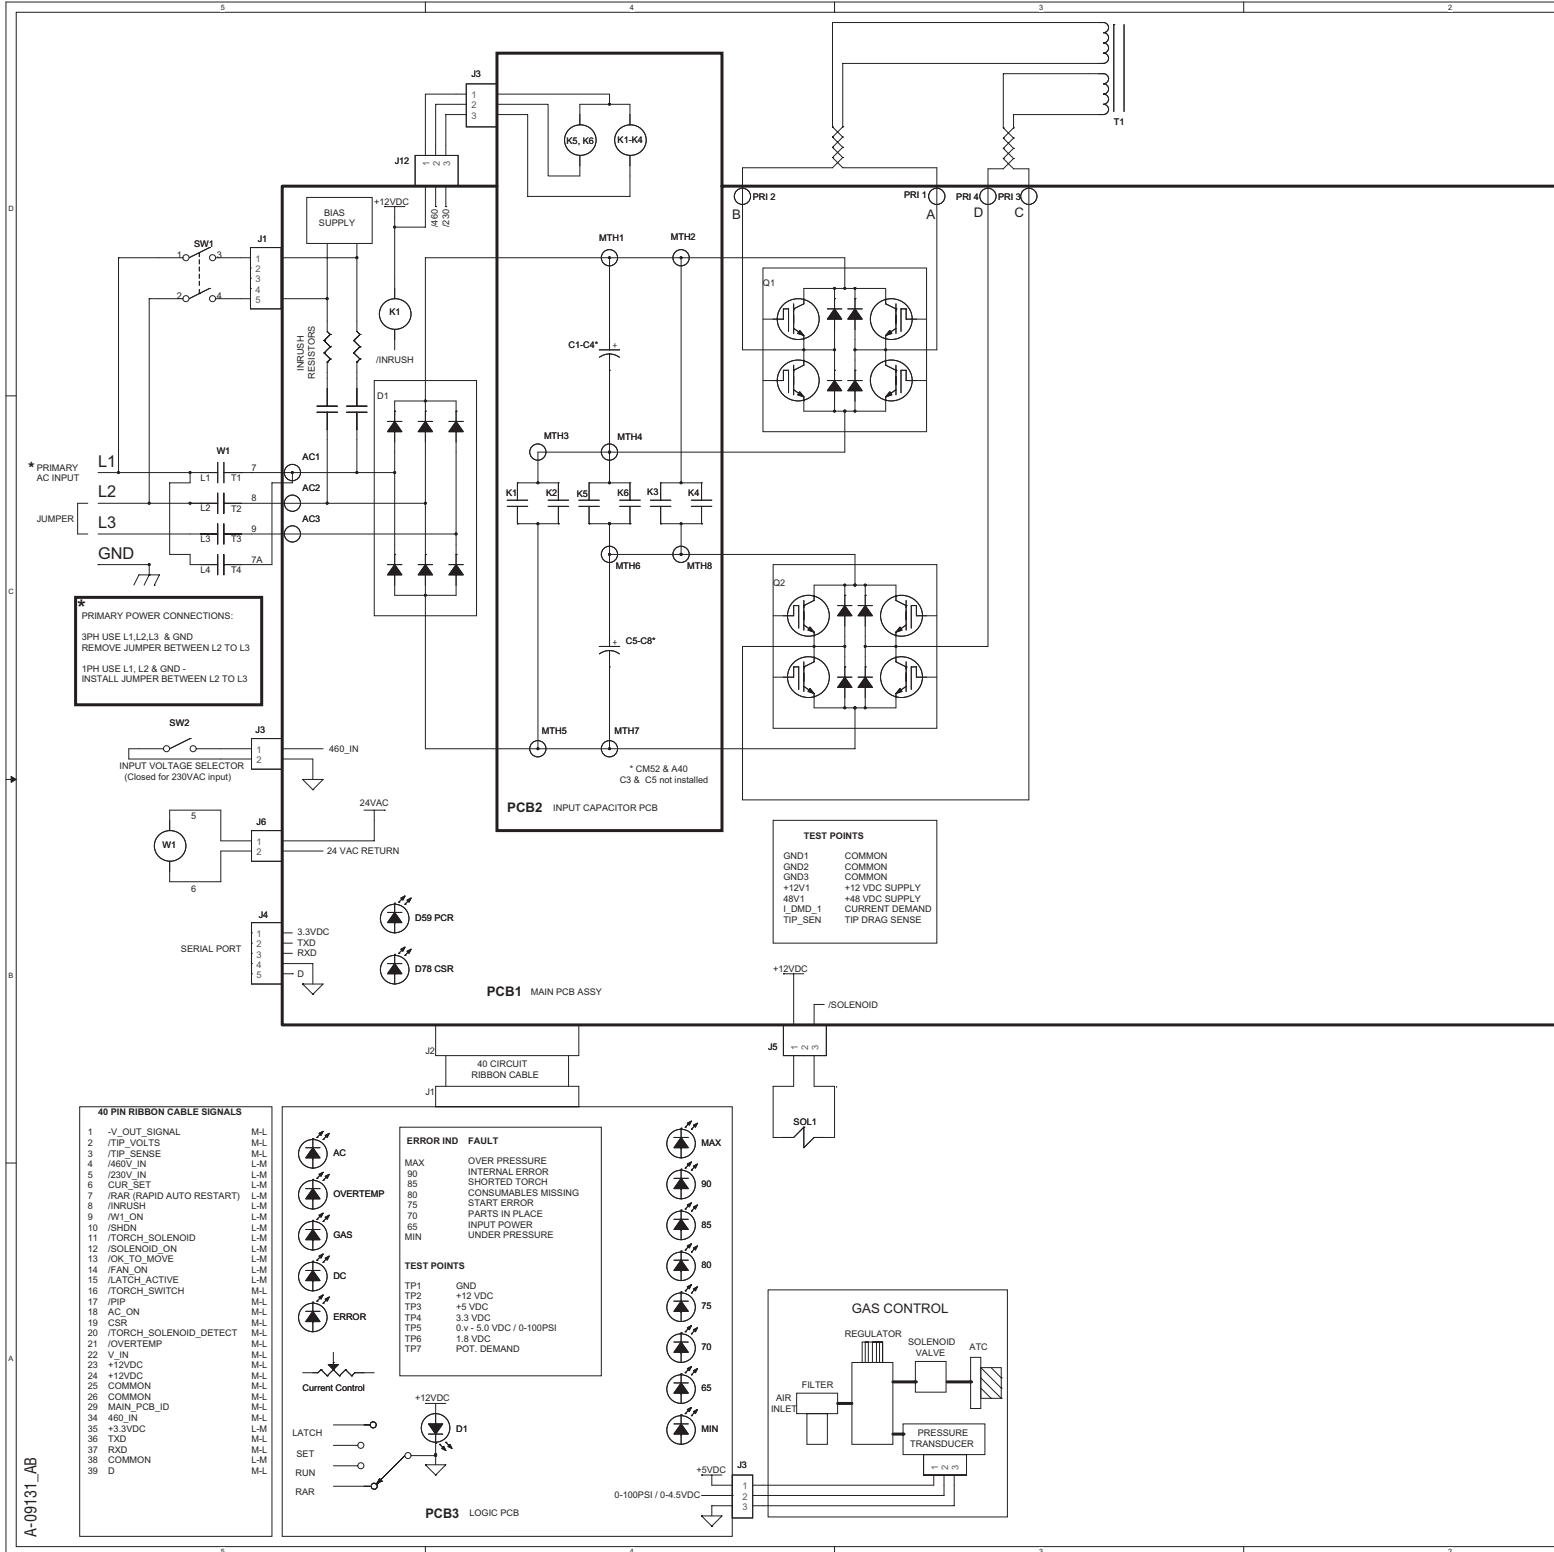 5
4
3
2
J3
1
2
3
K5, K6
K1-K4
T1
J12
1 2 3
D
+12VDC
/460
/230
PRI 2
B
PRI 1
A
PRI 4
D
PRI 3
C
BIAS
SUPPLY
SW1
1
3
2
4
J1
1
2
3
4
5
MTH1
MTH2
Q1
K1
/INRUSH
INRUSH
RESISTORS
C1-C4*
+
D1
MTH3
MTH4
* PRIMARY
AC INPUT
L1
L2
L3
GND
JUMPER
W1
L1 T1 7
L2 T2 8
L3 T3 9
L4 T4 7A
AC1
AC2
AC3
K1
K2
K5
K6
K3
K4
MTH6
MTH8
Q2
C
*
PRIMARY POWER CONNECTIONS:
3PH USE L1,L2,L3 & GND
REMOVE JUMPER BETWEEN L2 TO L3
1PH USE L1, L2 & GND -
INSTALL JUMPER BETWEEN L2 TO L3
+
C5-C8*
MTH5
MTH7
SW2
J3
1
2
460_IN
INPUT VOLTAGE SELECTOR
(Closed for 230VAC input)
* CM52 & A40
C3 & C5 not installed
PCB2 INPUT CAPACITOR PCB
24VAC
5
W1
6
J6
1
2
24 VAC RETURN
TEST POINTS
GND1 COMMON
GND2 COMMON
GND3 COMMON
+12V1 +12 VDC SUPPLY
48V1 +48 VDC SUPPLY
I_DMD_1 CURRENT DEMAND
TIP_SEN TIP DRAG SENSE
D59 PCR
D78 CSR
SERIAL PORT
J4
1 3.3VDC
2 TXD
3 RXD
4
5 D
B
PCB1 MAIN PCB ASSY
+12VDC
/SOLENOID
J5
1 2 3
SOL1
J2
40 CIRCUIT
RIBBON CABLE
J1
40 PIN RIBBON CABLE SIGNALS
1 -V_OUT_SIGNAL M-L
2 /TIP_VOLTS M-L
3 /TIP_SENSE M-L
4 /460V_IN L-M
5 /230V_IN L-M
6 CUR_SET L-M
7 /RAR (RAPID AUTO RESTART) L-M
8 /INRUSH L-M
9 /W1_ON L-M
10 /SHDN L-M
11 /TORCH_SOLENOID L-M
12 /SOLENOID_ON L-M
13 /OK_TO_MOVE L-M
14 /FAN_ON L-M
15 /LATCH_ACTIVE L-M
16 /TORCH_SWITCH M-L
17 /PIP M-L
18 AC_ON M-L
19 CSR M-L
20 /TORCH_SOLENOID_DETECT M-L
21 /OVERTEMP M-L
22 V_IN M-L
23 +12VDC M-L
24 +12VDC M-L
25 COMMON M-L
26 COMMON M-L
29 MAIN_PCB_ID M-L
34 460_IN M-L
35 +3.3VDC L-M
36 TXD M-L
37 RXD M-L
38 COMMON L-M
39 D M-L
AC
OVERTEMP
GAS
DC
ERROR
Current Control
ERROR IND FAULT
MAX OVER PRESSURE
90 INTERNAL ERROR
85 SHORTED TORCH
80 CONSUMABLES MISSING
75 START ERROR
70 PARTS IN PLACE
65 INPUT POWER
MIN UNDER PRESSURE
TEST POINTS
TP1 GND
TP2 +12 VDC
TP3 +5 VDC
TP4 3.3 VDC
TP5 0.v - 5.0 VDC / 0-100PSI
TP6 1.8 VDC
TP7 POT. DEMAND
MAX
90
85
80
75
70
65
MIN
+12VDC
D1
LATCH
SET
RUN
RAR
PCB3 LOGIC PCB
+5VDC
0-100PSI / 0-4.5VDC
J3
1
2
3
GAS CONTROL
REGULATOR
SOLENOID
VALVE
ATC
FILTER
AIR
INLET
PRESSURE
TRANSDUCER
1 2 3
A
A-09131_AB
5
4
3
2